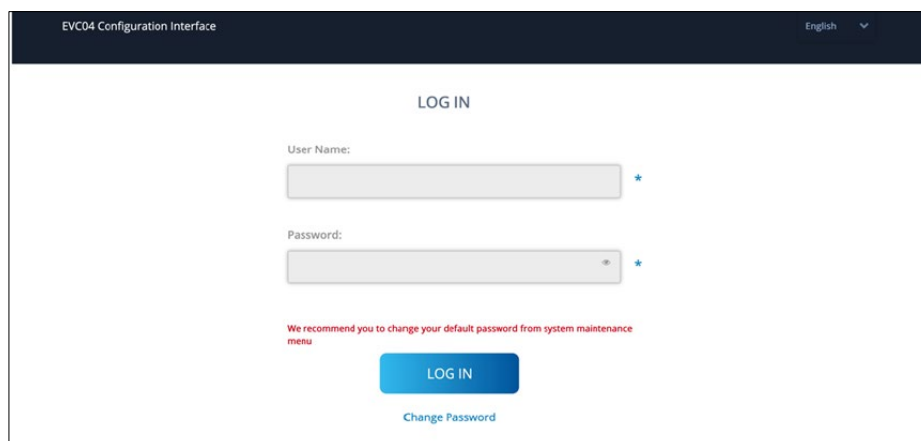 EVC04 Configuration Interface
English
LOG IN
User Name:
*
Password:
*
We recommend you to change your default password from system maintenance
menu
LOG IN
Change Password